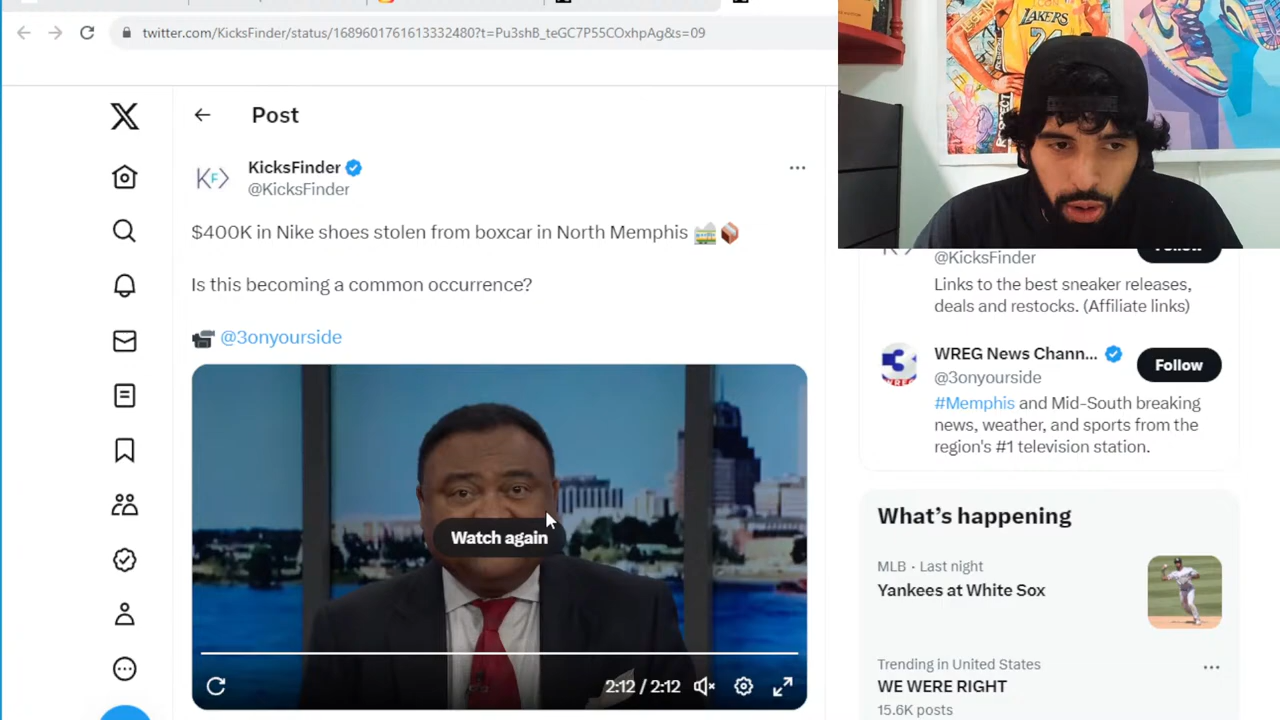 twitter.com/KicksFinder/status/1689601761613332480?t=Pu3shB_teGC7P55COxhpAg&s=09
Post
KicksFinder
@KicksFinder
$400K in Nike shoes stolen from boxcar in North Memphis
Is this becoming a common occurrence?
@3onyourside
Watch again
2:12 / 2:12
LAKERS
24
@KicksFinder
Links to the best sneaker releases,
deals and restocks. (Affiliate links)
WREG News Chann...
@3onyourside
Follow
#Memphis and Mid-South breaking
news, weather, and sports from the
region's #1 television station.
What's happening
MLB · Last night
Yankees at White Sox
Trending in United States
WE WERE RIGHT
15.6K posts